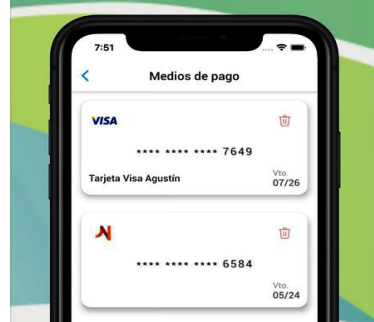 7:51
Medios de pago
VISA
**** **** **** 7649
Tarjeta Visa Agustín
Vto.
07/26
**** **** **** 6584
Vto.
05/24